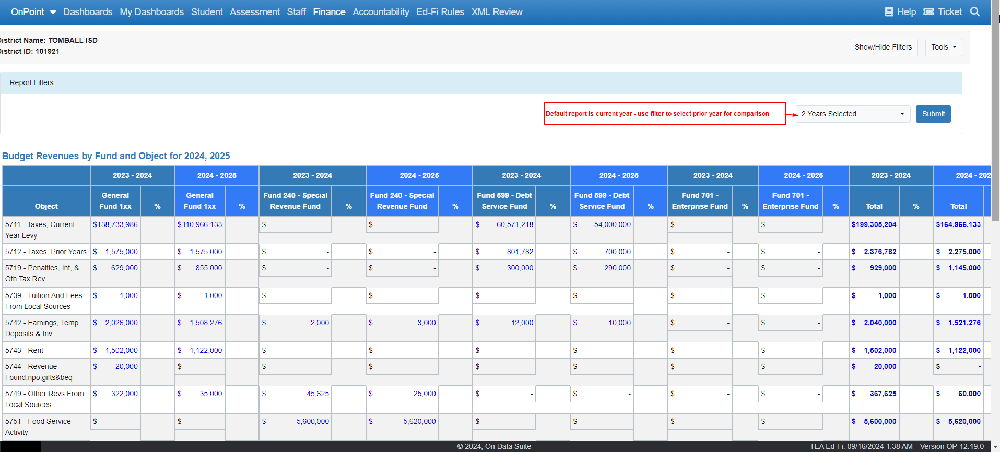 OnPoint Dashboards My Dashboards Student Assessment Staff Finance Accountability Ed-Fi Rules XML Review Help Ticket
District Name: TOMBALL ISD
District ID: 101921
Show/Hide Filters Tools
Report Filters
Default report is current year - use filter to select prior year for comparison
2 Years Selected Submit
Budget Revenues by Fund and Object for 2024, 2025
2023 - 2024 2024 - 2025 2023 - 2024 2024 - 2025 2023 - 2024 2024 - 2025 2023 - 2024 2024 - 2025 2023 - 2024 2024 - 202
General General Fund 240 - Special Fund 240 - Special Fund 599 - Debt Fund 599 - Debt Fund 701 - Fund 701 -
Object Fund 1xx % Fund 1xx % Revenue Fund % Revenue Fund % Service Fund % Service Fund % Enterprise Fund % Enterprise Fund % Total % Total
5711 - Taxes, Current $138,733,986 $110,966,133 $ - $ - $ 60,571,218 $ 54,000,000 $ - $ - $199,305,204 $164,966,133
Year Levy
5712 - Taxes, Prior Years $ 1,575,000 $ 1,575,000 $ - $ - $ 801,782 $ 700,000 $ - $ - $ 2,376,782 $ 2,275,000
5719 - Penalties, Int, & $ 629,000 $ 855,000 $ - $ - $ 300,000 $ 290,000 $ - $ - $ 929,000 $ 1,145,000
Oth Tax Rev
5739 - Tuition And Fees $ 1,000 $ 1,000 $ - $ - $ - $ - $ - $ - $ 1,000 $ 1,000
From Local Sources
5742 - Earnings, Temp $ 2,026,000 $ 1,508,276 $ 2,000 $ 3,000 $ 12,000 $ 10,000 $ - $ - $ 2,040,000 $ 1,521,276
Deposits & Inv
5743 - Rent $ 1,502,000 $ 1,122,000 $ - $ - $ - $ - $ - $ - $ 1,502,000 $ 1,122,000
5744 - Revenue $ 20,000 $ - $ - $ - $ - $ - $ - $ - $ 20,000 $ -
Found,npo,gifts&beq
5749 - Other Revs From $ 322,000 $ 35,000 $ 45,625 $ 25,000 $ - $ - $ - $ - $ 367,625 $ 60,000
Local Sources
5751 - Food Service $ - $ - $ 5,600,000 $ 5,620,000 $ - $ - $ - $ - $ 5,600,000 $ 5,620,000
Activity
© 2024, On Data Suite TEA Ed-Fi: 09/16/2024 1:38 AM Version OP-12.19.0